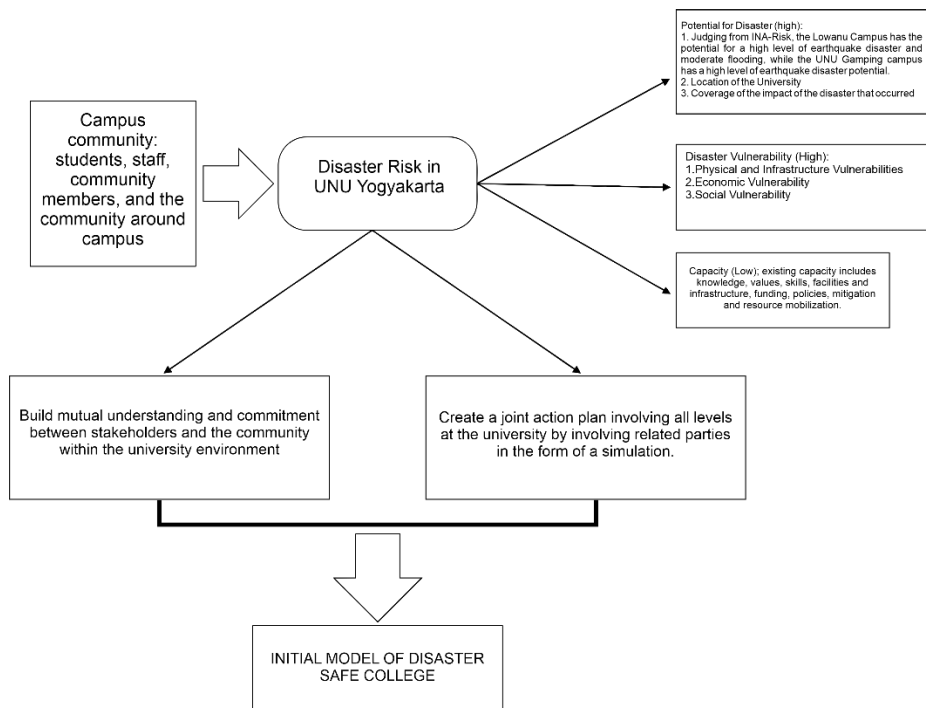 Potential for Disaster (high):
1. Judging from INA-Risk, the Lowanu Campus has the
potential for a high level of earthquake disaster and
moderate flooding, while the UNU Gamping campus
has a high level of earthquake disaster potential.
2. Location of the University
3. Coverage of the impact of the disaster that occurred
Campus
community:
students, staff,
community
members, and the
community around
campus
Disaster Risk in
UNU Yogyakarta
Disaster Vulnerability (High):
1.Physical and Infrastructure Vulnerabilities
2.Economic Vulnerability
3.Social Vulnerability
Capacity (Low); existing capacity includes
knowledge, values, skills, facilities and
infrastructure, funding, policies, mitigation
and resource mobilization.
Build mutual understanding and commitment
between stakeholders and the community
within the university environment
Create a joint action plan involving all levels
at the university by involving related parties
in the form of a simulation.
INITIAL MODEL OF DISASTER
SAFE COLLEGE